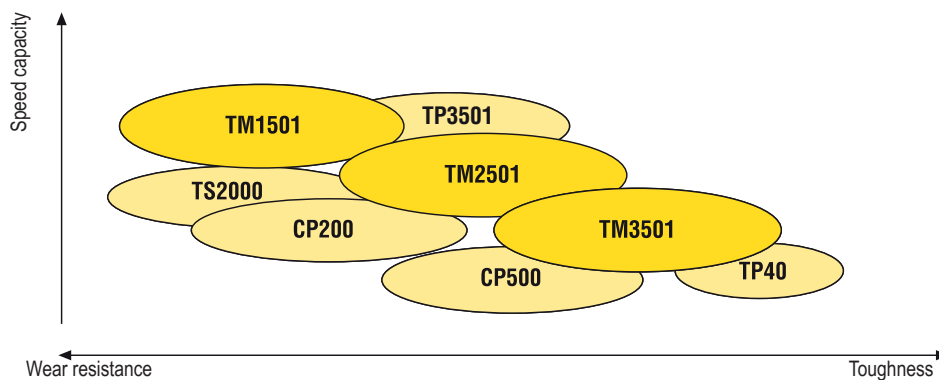 Speed capacity
TP3501
TM1501
TM2501
TS2000
CP200
TM3501
TP40
CP500
Wear resistance
Toughness